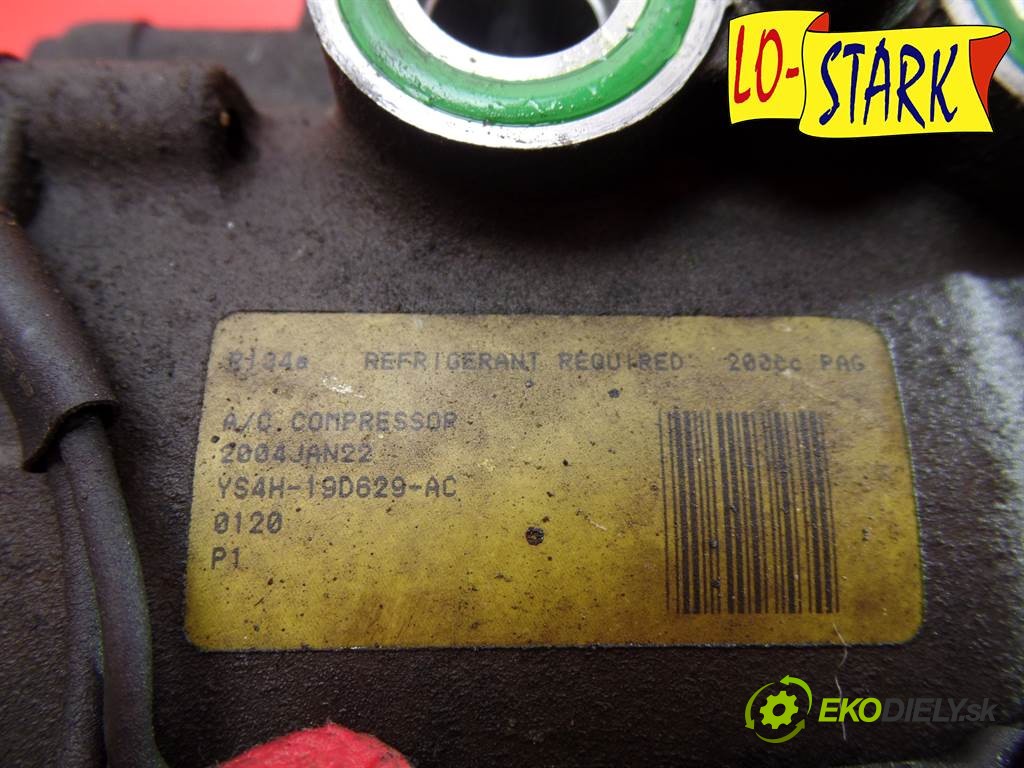 LO-STARK
R134a REFRIGERANT REQUIRED 200cc PAG
A/C COMPRESSOR
2004JAN22
YS4H-19D629-AC
0120
P1
EKODIELY.sk